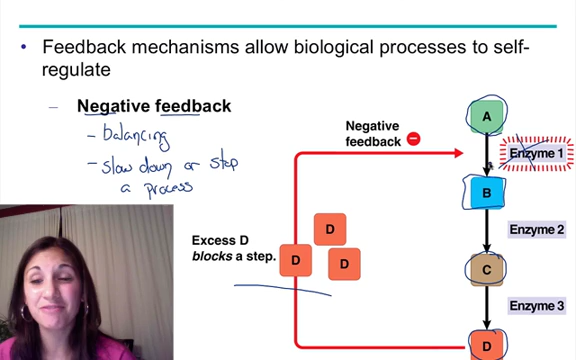 • Feedback mechanisms allow biological processes to self-
regulate
– Negative feedback
- balancing
- slow down or step
a process
Negative
feedback
Excess D
blocks a step.
D
D
D
A
Enzyme 1
B
Enzyme 2
C
Enzyme 3
D